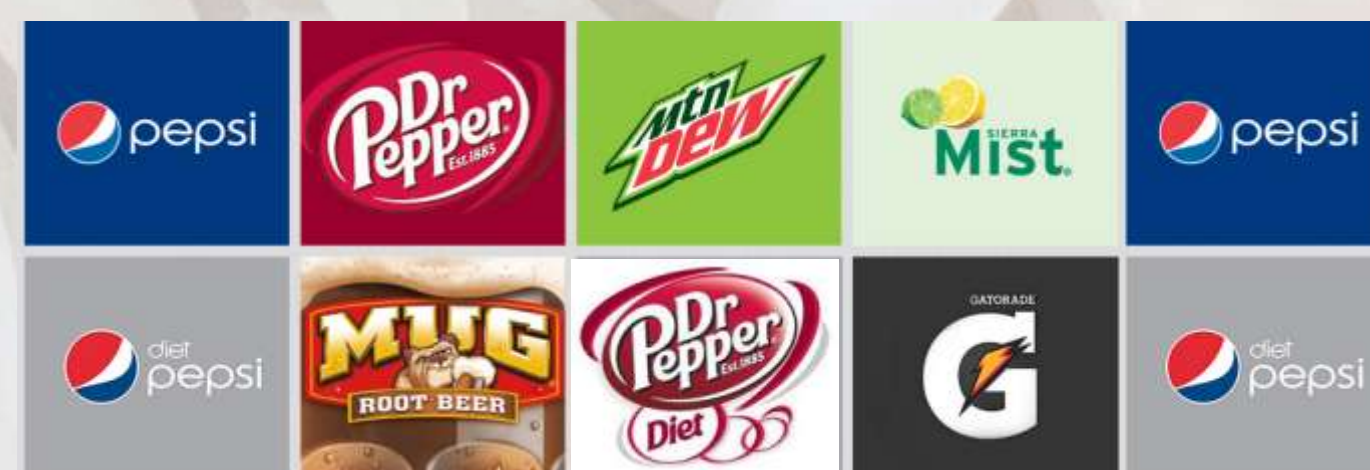 pepsi
Dr
Pepper
Est.1885
Mtn
Dew
SIERRA
Mist
pepsi
diet
pepsi
MUG
ROOT BEER
Dr
Pepper
Est.1885
Diet
GATORADE
G
diet
pepsi